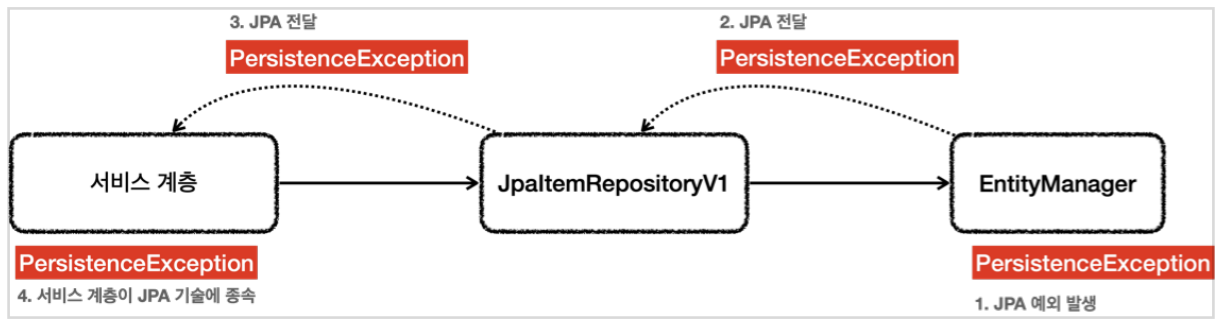 3. JPA 전달
PersistenceException
2. JPA 전달
PersistenceException
서비스 계층
JpaItemRepositoryV1
EntityManager
PersistenceException
4. 서비스 계층이 JPA 기술에 종속
PersistenceException
1. JPA 예외 발생